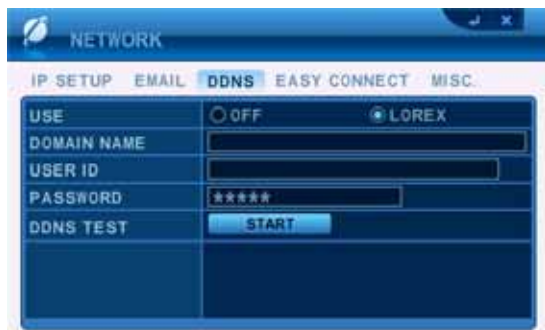 NETWORK
IP SETUP EMAIL DDNS EASY CONNECT MISC.
USE OFF LOREX
DOMAIN NAME
USER ID
PASSWORD *****
DDNS TEST START